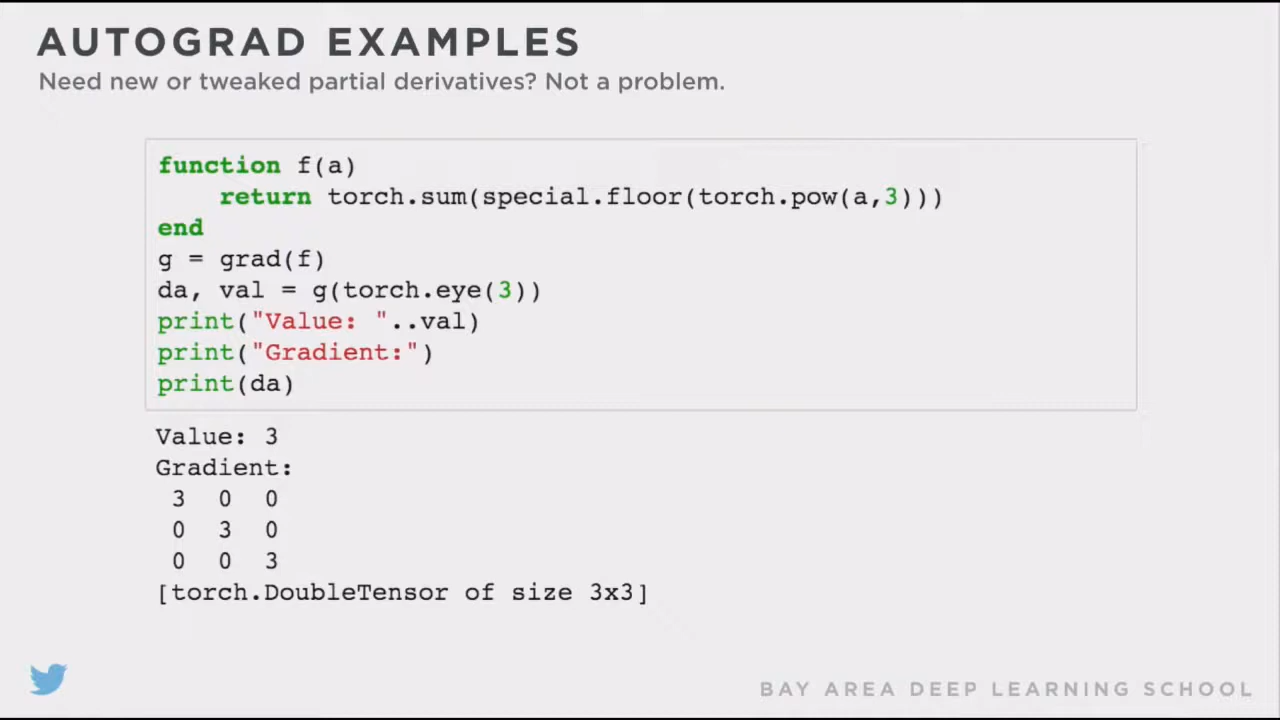 AUTOGRAD EXAMPLES
Need new or tweaked partial derivatives? Not a problem.
function f(a)
    return torch.sum(special.floor(torch.pow(a,3)))
end
g = grad(f)
da, val = g(torch.eye(3))
print("Value: "..val)
print("Gradient:")
print(da)
Value: 3
Gradient:
 3  0  0
 0  3  0
 0  0  3
[torch.DoubleTensor of size 3x3]
BAY AREA DEEP LEARNING SCHOOL